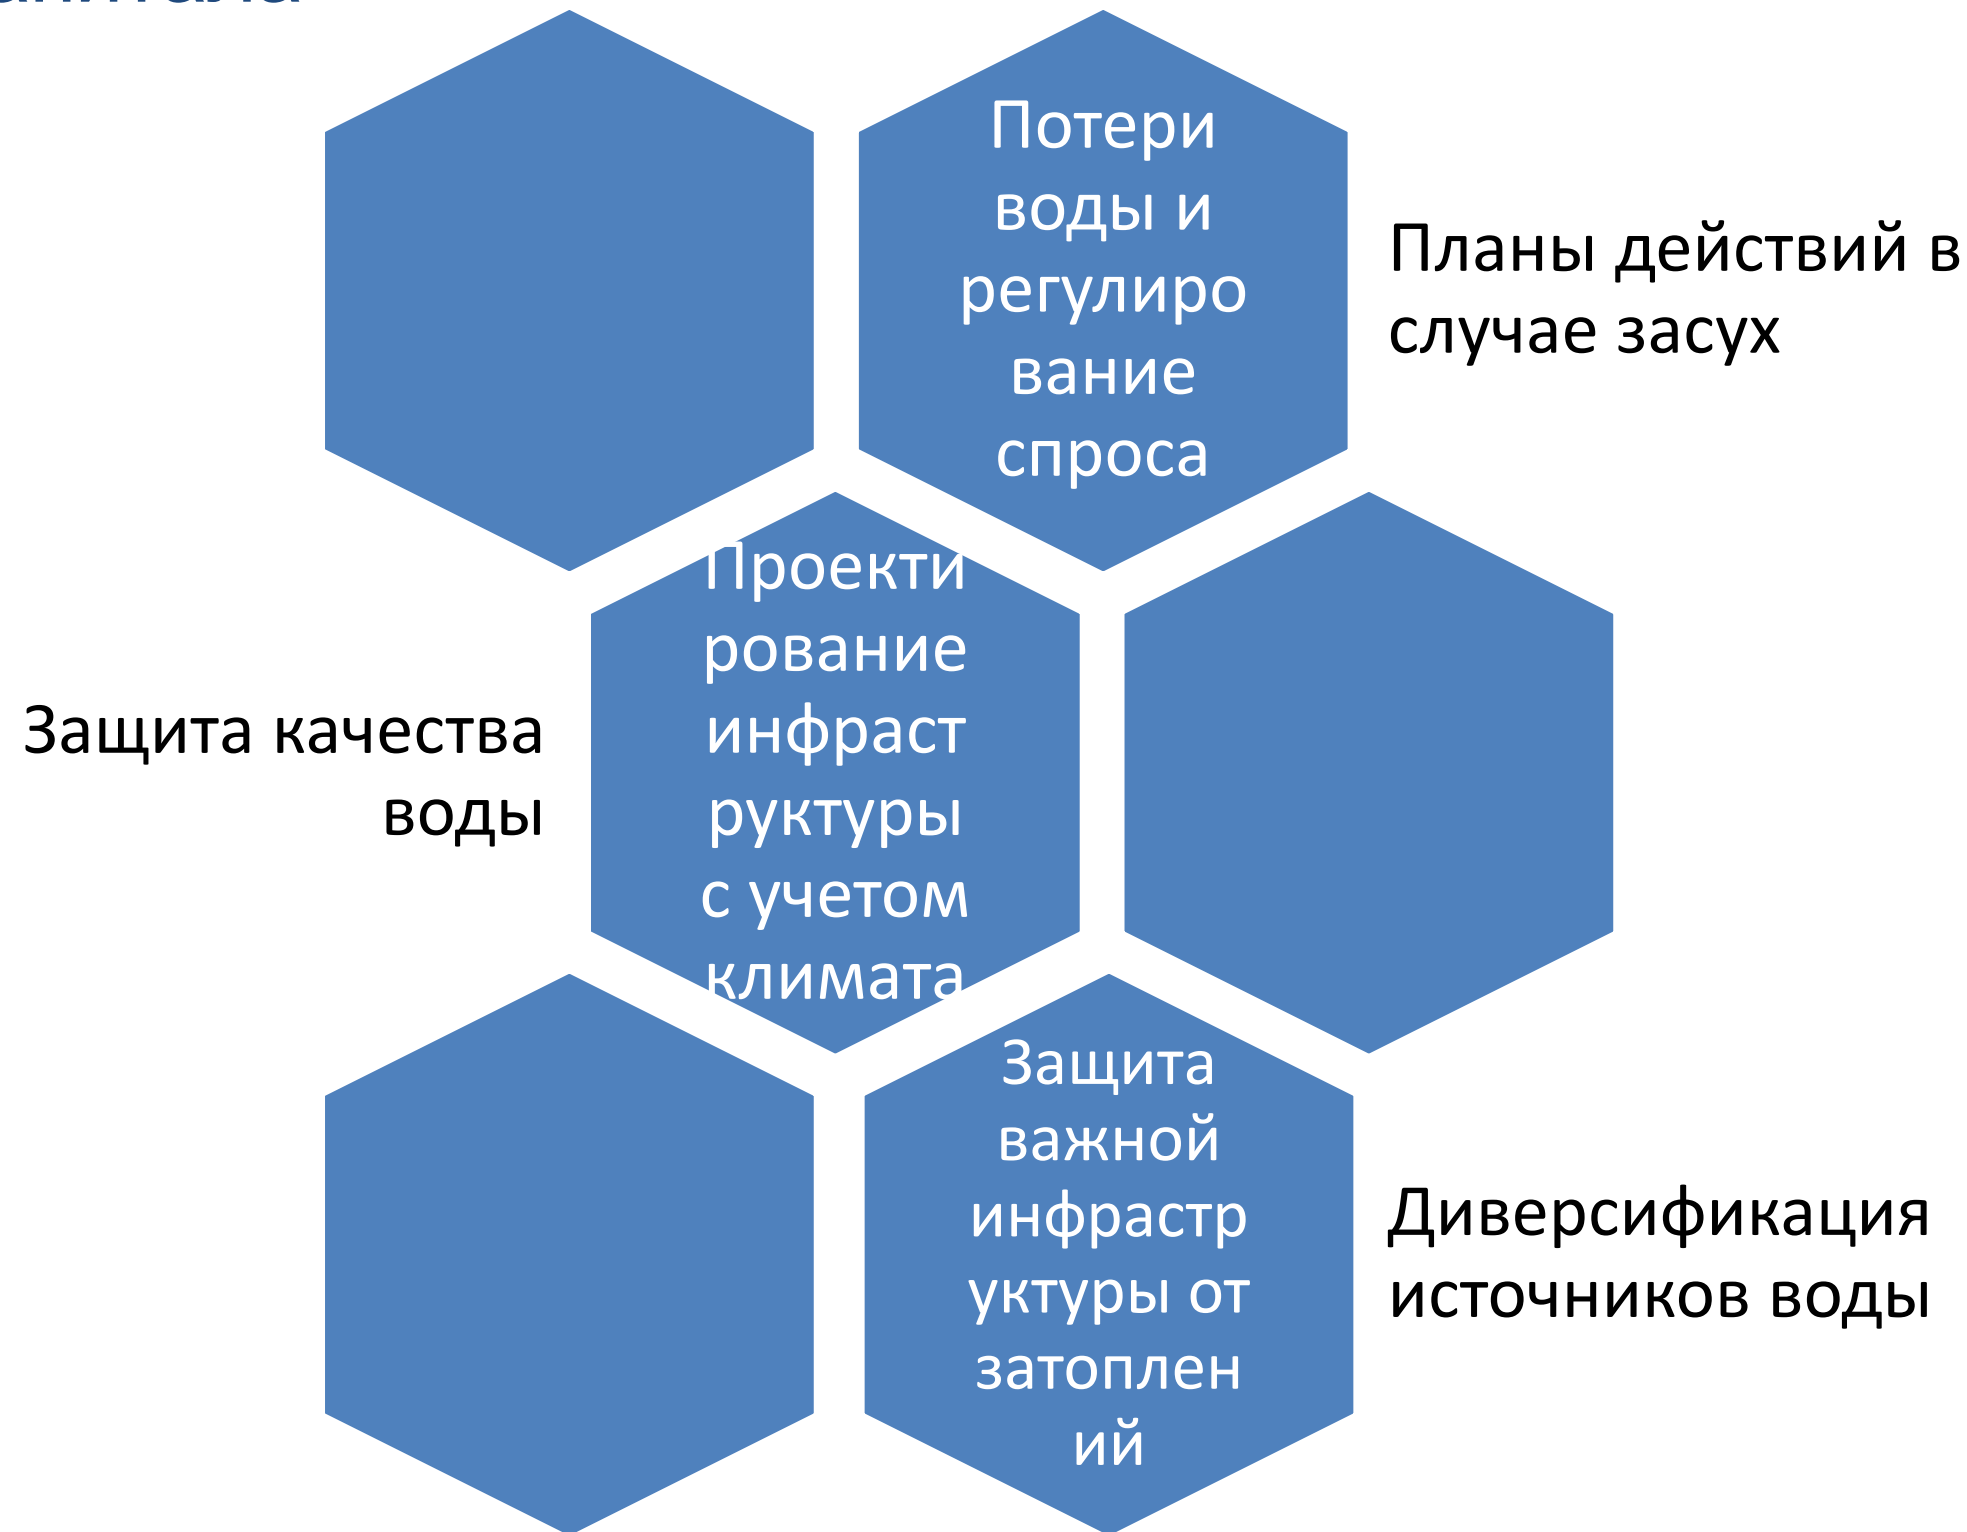 Потери
воды и
регулиро
вание
спроса
Планы действий в
случае засух
Проекти
рование
инфраст
руктуры
с учетом
климата
Защита качества
воды
Защита
важной
инфрастр
уктуры от
затоплен
ий
Диверсификация
источников воды